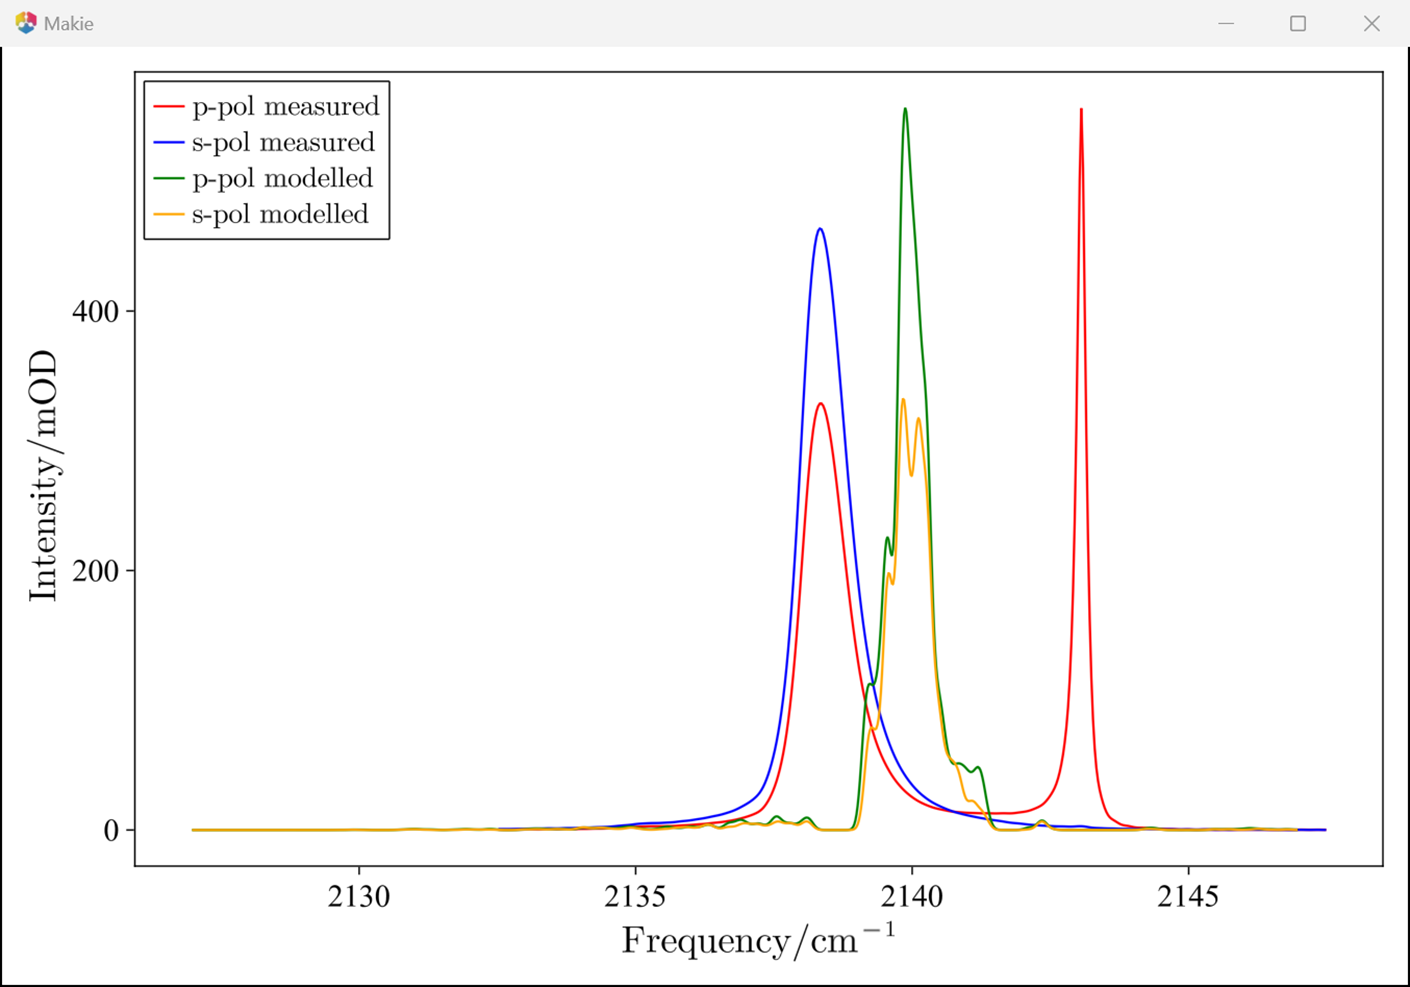 Makie
p-pol measured
s-pol measured
p-pol modelled
s-pol modelled
400
200
0
Intensity/mOD
2130 2135 2140 2145
Frequency/cm⁻¹